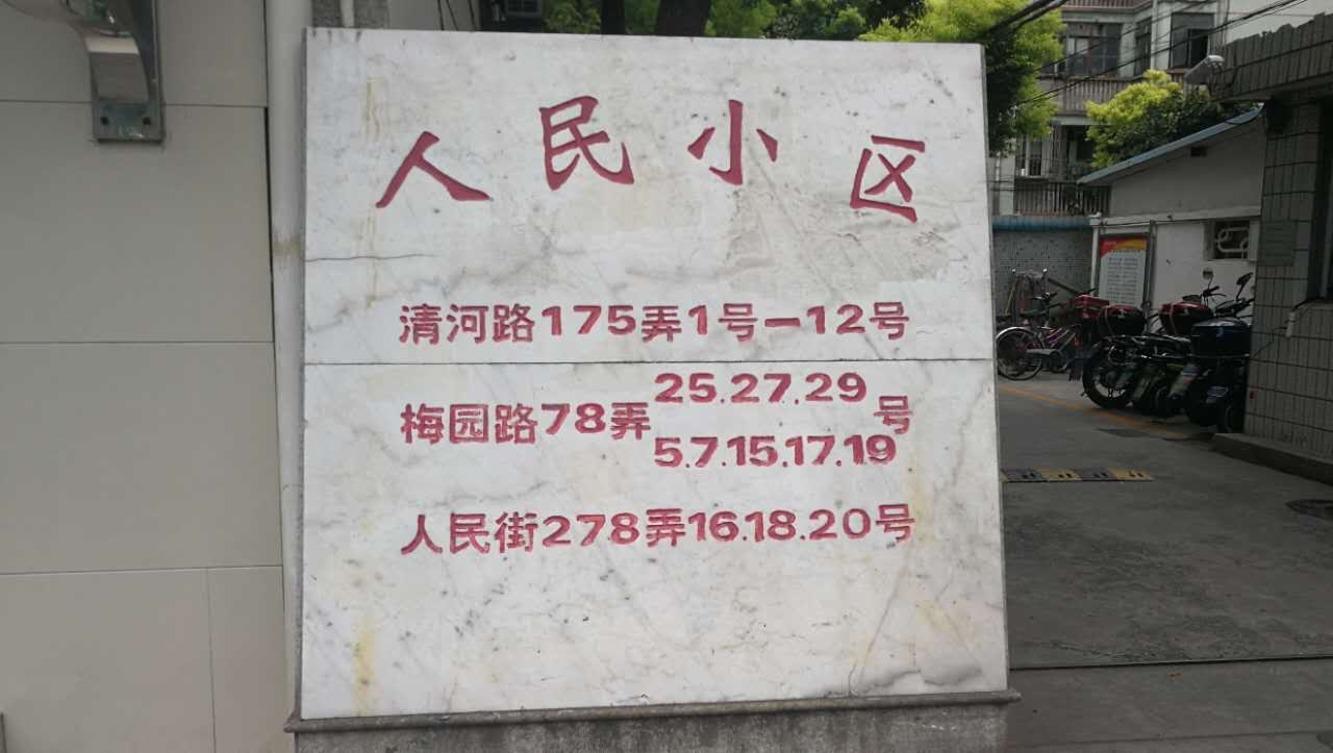 人民小区
清河路175弄1号-12号
25.27.29
梅园路78弄 号
5.7.15.17.19
人民街278弄16.18.20号